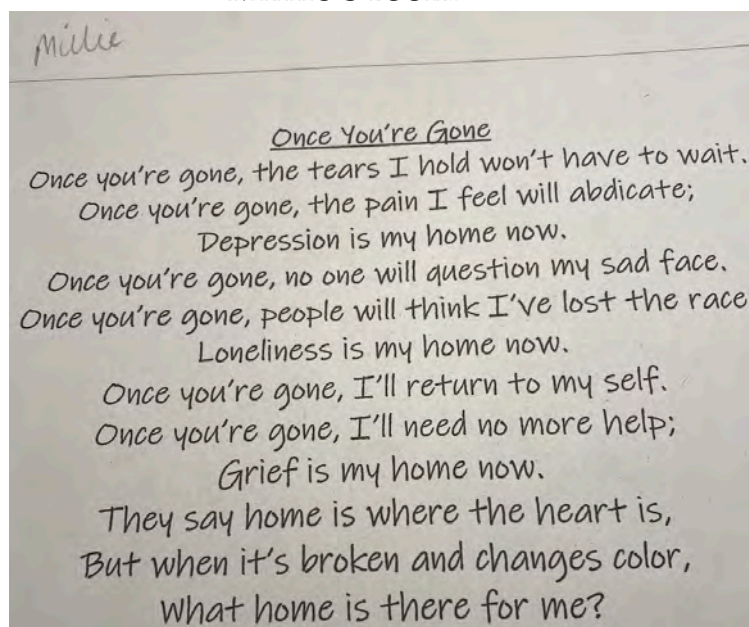 Millie
Once You're Gone
Once you're gone, the tears I hold won't have to wait.
Once you're gone, the pain I feel will abdicate;
Depression is my home now.
Once you're gone, no one will question my sad face.
Once you're gone, people will think I've lost the race
Loneliness is my home now.
Once you're gone, I'll return to my self.
Once you're gone, I'll need no more help;
Grief is my home now.
They say home is where the heart is,
But when it's broken and changes color,
What home is there for me?